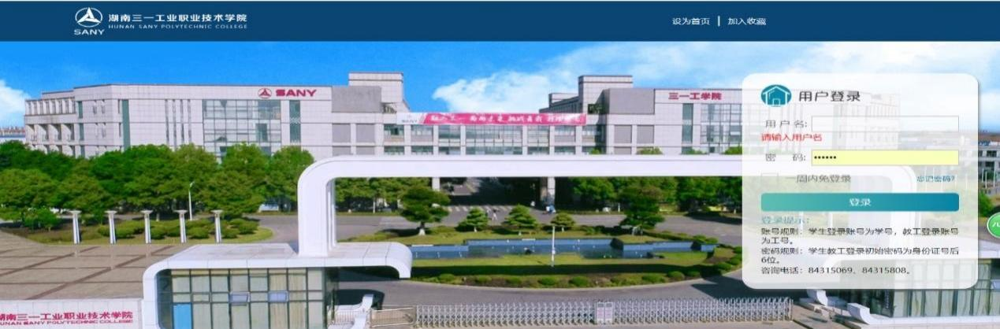 湖南三一工业职业技术学院
HUNAN SANY POLYTECHNIC COLLEGE
SANY
设为首页 | 加入收藏
SANY
三一工学院
用户登录
用 户 名:
请输入用户名
密 码: ••••••
一周内免登录
忘记密码?
登录
登录提示:
账号规则：学生登录账号为学号，教工登录账号
为工号。
密码规则：学生教工登录初始密码为身份证号后
6位。
咨询电话：84315069、84315808。
湖南三一工业职业技术学院
HUNAN SANY POLYTECHNIC COLLEGE